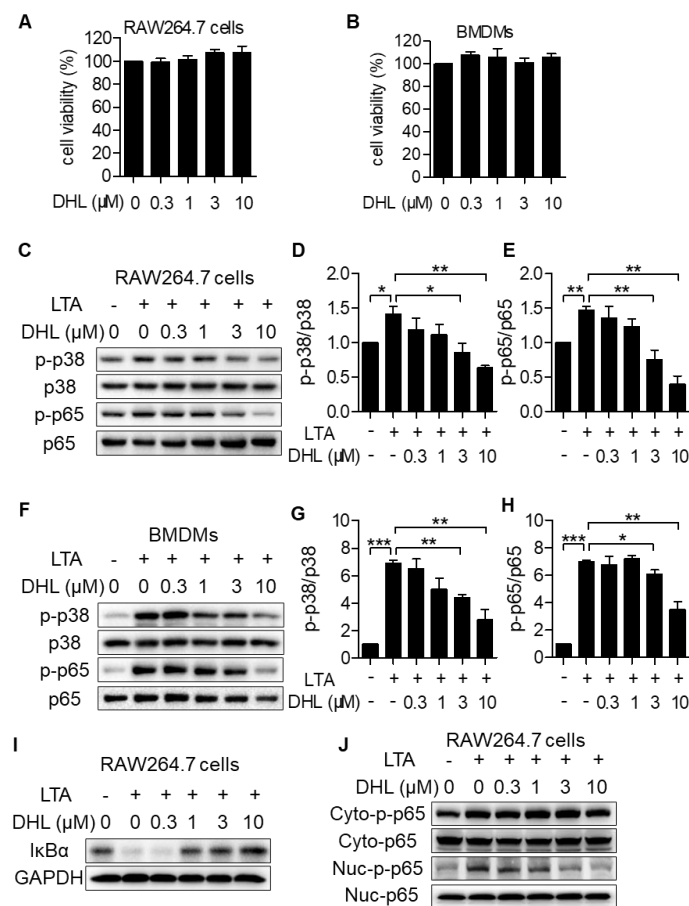 A
RAW264.7 cells
cell viability (%)
120
100
80
60
40
20
0
DHL (μM) 0 0.3 1 3 10
B
BMDMs
cell viability (%)
120
100
80
60
40
20
0
DHL (μM) 0 0.3 1 3 10
C
RAW264.7 cells
LTA - + + + + +
DHL (μM) 0 0 0.3 1 3 10
p-p38
p38
p-p65
p65
D
p-p38/p38
2.0
1.5
1.0
0.5
0.0
**
* *
LTA - + + + + +
DHL (μM) - - 0.3 1 3 10
E
p-p65/p65
2.0
1.5
1.0
0.5
0.0
**
** **
- + + + + +
- - 0.3 1 3 10
F
BMDMs
LTA - + + + + +
DHL (μM) 0 0 0.3 1 3 10
p-p38
p38
p-p65
p65
G
p-p38/p38
10
8
6
4
2
0
**
*** **
LTA - + + + + +
DHL (μM) - - 0.3 1 3 10
H
p-p65/p65
10
8
6
4
2
0
**
*** *
- + + + + +
- - 0.3 1 3 10
I
RAW264.7 cells
LTA - + + + + +
DHL (μM) 0 0 0.3 1 3 10
IκBα
GAPDH
J
RAW264.7 cells
LTA - + + + + +
DHL (μM) 0 0 0.3 1 3 10
Cyto-p-p65
Cyto-p65
Nuc-p-p65
Nuc-p65